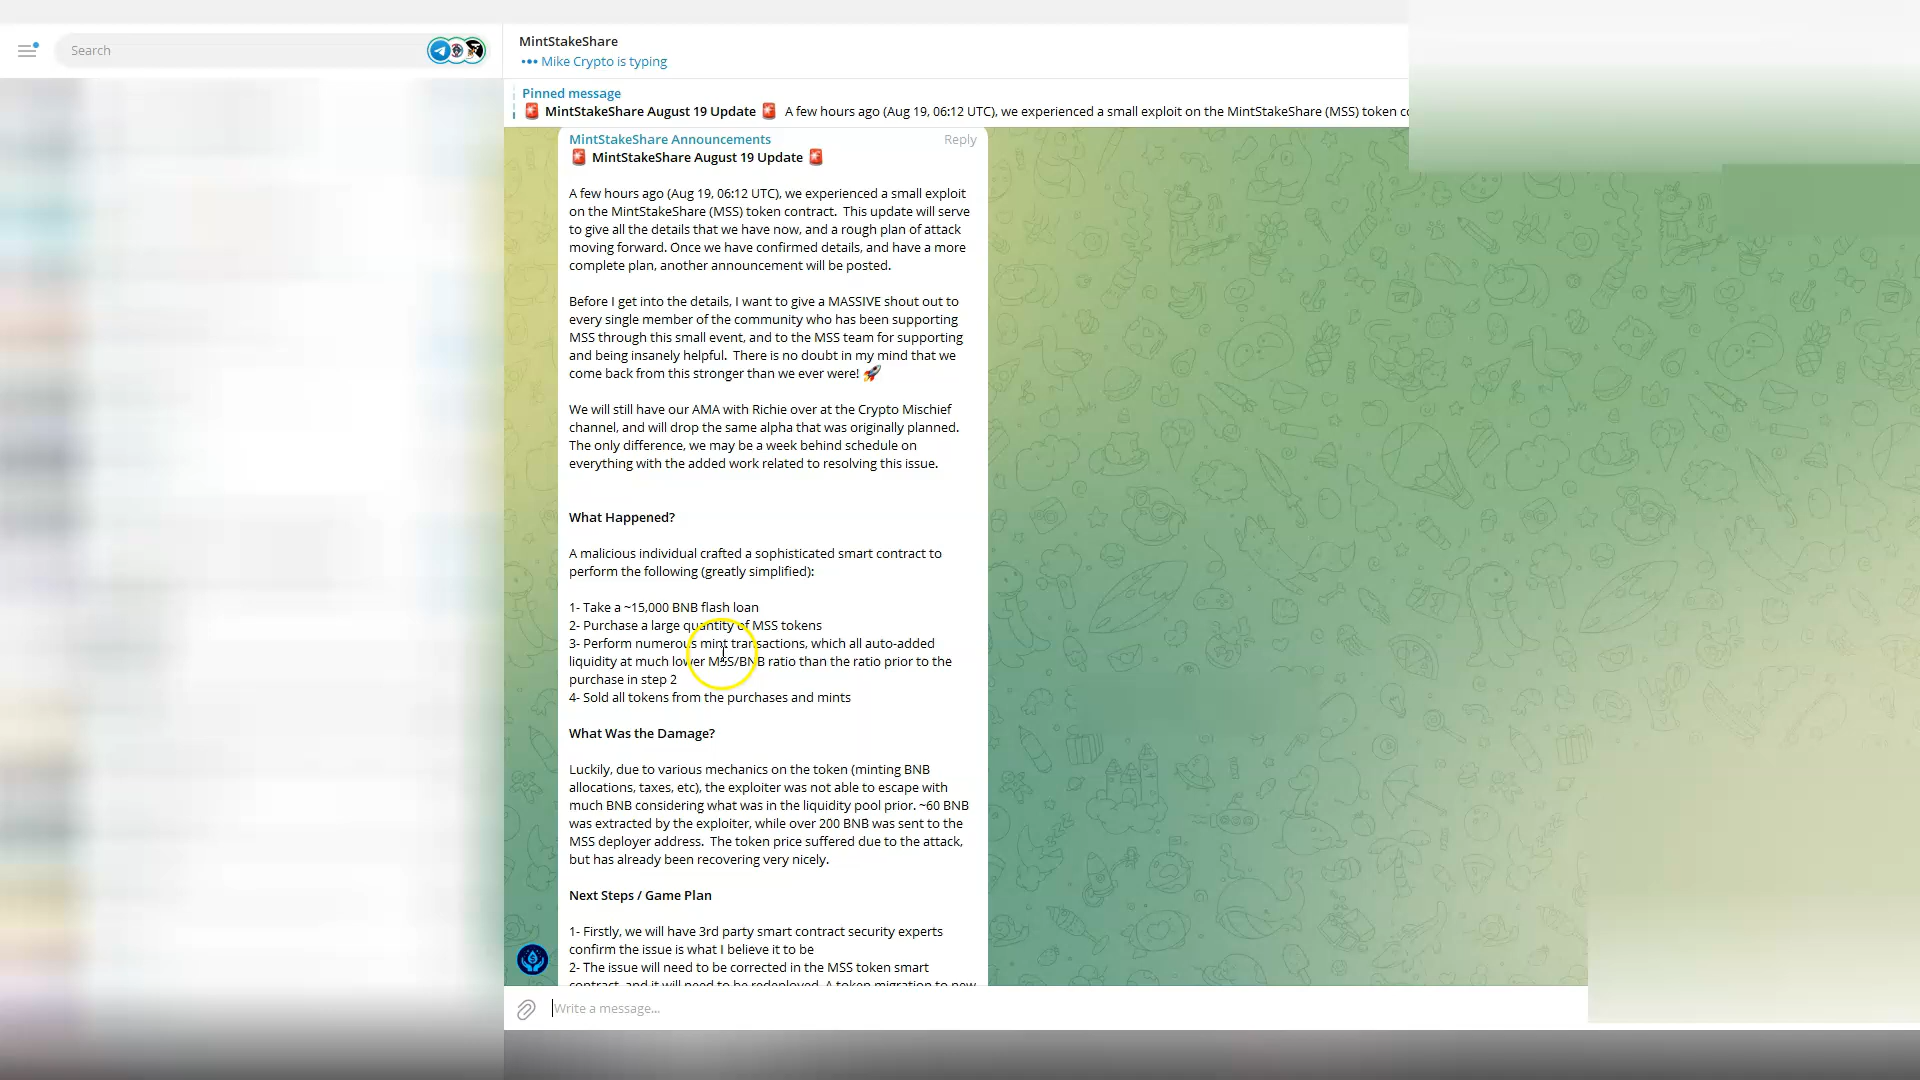 Search
MintStakeShare
Mike Crypto is typing
Pinned message
🚨 MintStakeShare August 19 Update 🚨 A few hours ago (Aug 19, 06:12 UTC), we experienced a small exploit on the MintStakeShare (MSS) token
MintStakeShare Announcements
Reply
🚨 MintStakeShare August 19 Update 🚨
A few hours ago (Aug 19, 06:12 UTC), we experienced a small exploit
on the MintStakeShare (MSS) token contract. This update will serve
to give all the details that we have now, and a rough plan of attack
moving forward. Once we have confirmed details, and have a more
complete plan, another announcement will be posted.
Before I get into the details, I want to give a MASSIVE shout out to
every single member of the community who has been supporting
MSS through this small event, and to the MSS team for supporting
and being insanely helpful. There is no doubt in my mind that we
come back from this stronger than we ever were! 🚀
We will still have our AMA with Richie over at the Crypto Mischief
channel, and will drop the same alpha that was originally planned.
The only difference, we may be a week behind schedule on
everything with the added work related to resolving this issue.
What Happened?
A malicious individual crafted a sophisticated smart contract to
perform the following (greatly simplified):
1- Take a ~15,000 BNB flash loan
2- Purchase a large quantity of MSS tokens
3- Perform numerous mint transactions, which all auto-added
liquidity at much lower MSS/BNB ratio than the ratio prior to the
purchase in step 2
4- Sold all tokens from the purchases and mints
What Was the Damage?
Luckily, due to various mechanics on the token (minting BNB
allocations, taxes, etc), the exploiter was not able to escape with
much BNB considering what was in the liquidity pool prior. ~60 BNB
was extracted by the exploiter, while over 200 BNB was sent to the
MSS deployer address. The token price suffered due to the attack,
but has already been recovering very nicely.
Next Steps / Game Plan
1- Firstly, we will have 3rd party smart contract security experts
confirm the issue is what I believe it to be
2- The issue will need to be corrected in the MSS token smart
contract, and it will need to be redeployed. A token migration to new
Write a message...